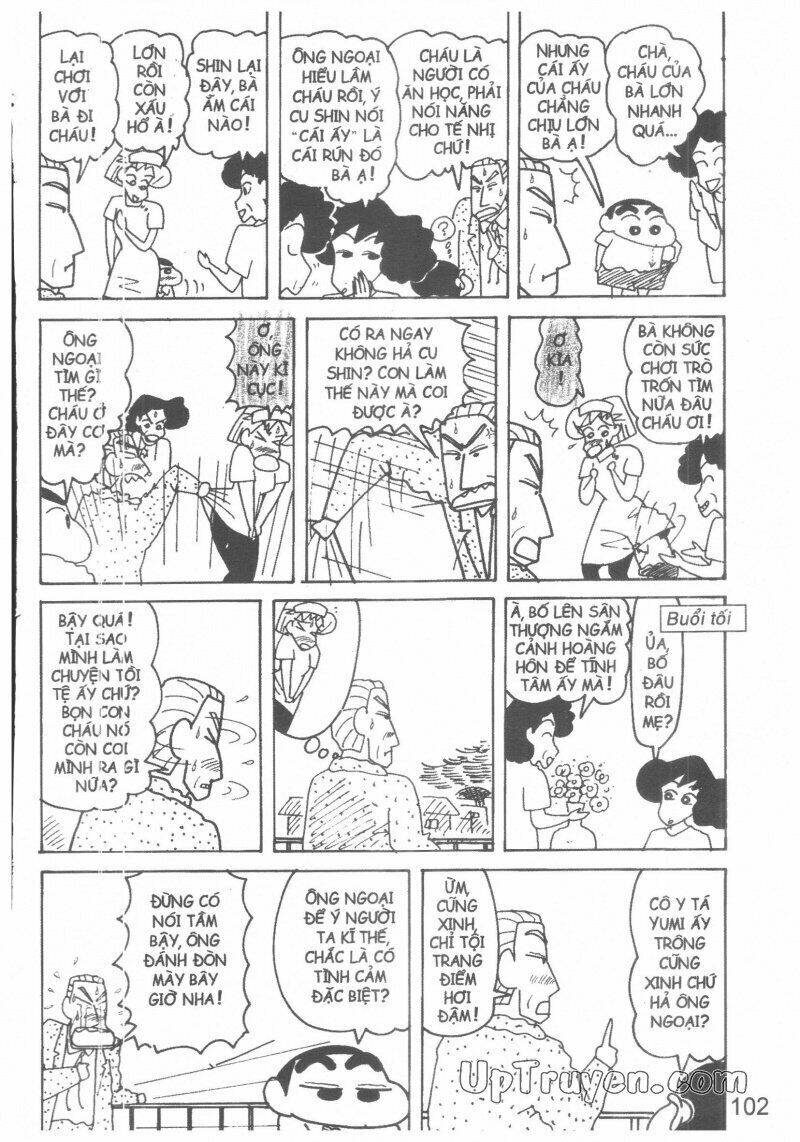 CHÀ,
CHÁU CỦA
BÀ LỚN
NHANH
QUÁ...
NHƯNG
CÁI ẤY
CỦA CHÁU
CHẲNG
CHỊU LỚN
BÀ Ạ!
CHÁU LÀ
NGƯỜI CÓ
ĂN HỌC, PHẢI
NÓI NĂNG
CHO TẾ NHỊ
CHỨ!
?
?
ÔNG NGOẠI
HIỂU LẦM
CHÁU RỒI, Ý
CU SHIN NÓI
"CÁI ẤY" LÀ
CÁI RÚN ĐÓ
BÀ Ạ!
SHIN LẠI
ĐÂY, BÀ
ẴM CÁI
NÀO!
LỚN
RỒI
CÒN
XẤU
HỔ À!
LẠI
CHƠI
VỚI
BÀ ĐI
CHÁU!
BÀ KHÔNG
CÒN SỨC
CHƠI TRÒ
TRỐN TÌM
NỮA ĐÂU
CHÁU ƠI!
Ơ
KÌA
!
CÓ RA NGAY
KHÔNG HẢ CU
SHIN? CON LÀM
THẾ NÀY MÀ COI
ĐƯỢC À?
Ơ,
ÔNG
NÀY KÌ
CỤC!
ÔNG
NGOẠI
TÌM GÌ
THẾ?
CHÁU Ở
ĐÂY CƠ
MÀ?
Buổi tối
ỦA,
BỐ
ĐÂU
RỒI
MẸ?
À, BỐ LÊN SÂN
THƯỢNG NGẮM
CẢNH HOÀNG
HÔN ĐỂ TĨNH
TÂM ẤY MÀ!
BẬY QUÁ!
TẠI SAO
MÌNH LÀM
CHUYỆN TỒI
TỆ ẤY CHỨ?
BỌN CON
CHÁU NÓ
CÒN COI
MÌNH RA GÌ
NỮA?
CÔ Y TÁ
YUMI ẤY
TRÔNG
CŨNG
XINH CHỨ
HẢ ÔNG
NGOẠI?
ỪM,
CŨNG
XINH,
CHỈ TỘI
TRANG
ĐIỂM
HƠI
ĐẬM!
ÔNG NGOẠI
ĐỂ Ý NGƯỜI
TA KĨ THẾ,
CHẮC LÀ CÓ
TÌNH CẢM
ĐẶC BIỆT?
ĐỪNG CÓ
NÓI TẦM
BẬY, ÔNG
ĐÁNH ĐÒN
MÀY BÂY
GIỜ NHA!
UpTruyen.com
102